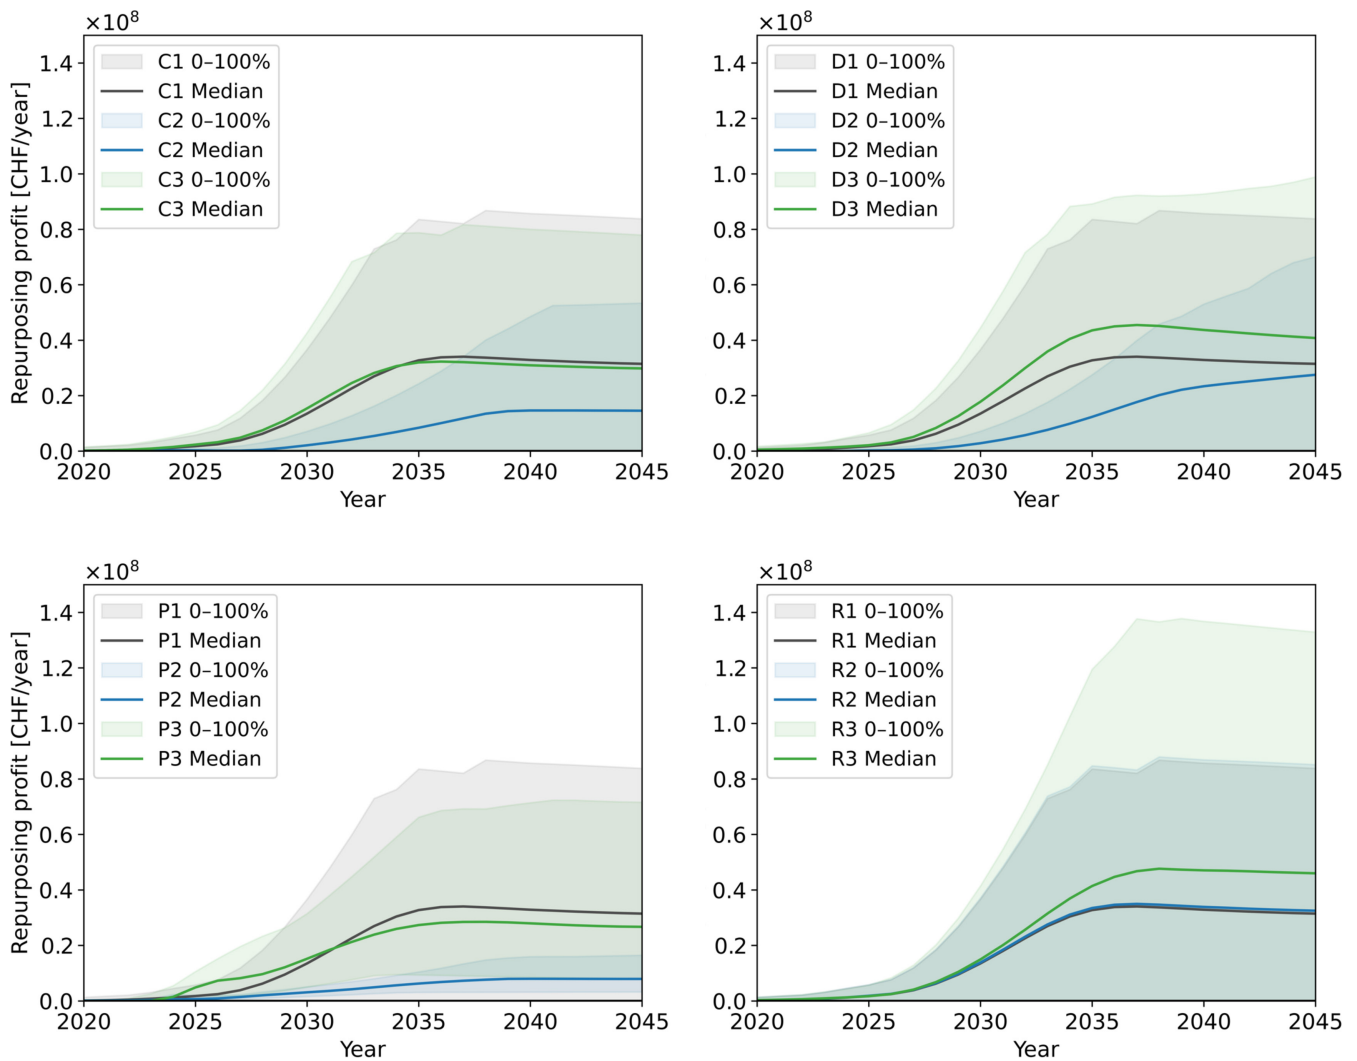 ×10⁸
Repurposing profit [CHF/year]
1.4
1.2
1.0
0.8
0.6
0.4
0.2
0.0
C1 0–100%
C1 Median
C2 0–100%
C2 Median
C3 0–100%
C3 Median
2020 2025 2030 2035 2040 2045
Year
×10⁸
1.4
1.2
1.0
0.8
0.6
0.4
0.2
0.0
D1 0–100%
D1 Median
D2 0–100%
D2 Median
D3 0–100%
D3 Median
2020 2025 2030 2035 2040 2045
Year
×10⁸
Repurposing profit [CHF/year]
1.4
1.2
1.0
0.8
0.6
0.4
0.2
0.0
P1 0–100%
P1 Median
P2 0–100%
P2 Median
P3 0–100%
P3 Median
2020 2025 2030 2035 2040 2045
Year
×10⁸
1.4
1.2
1.0
0.8
0.6
0.4
0.2
0.0
R1 0–100%
R1 Median
R2 0–100%
R2 Median
R3 0–100%
R3 Median
2020 2025 2030 2035 2040 2045
Year